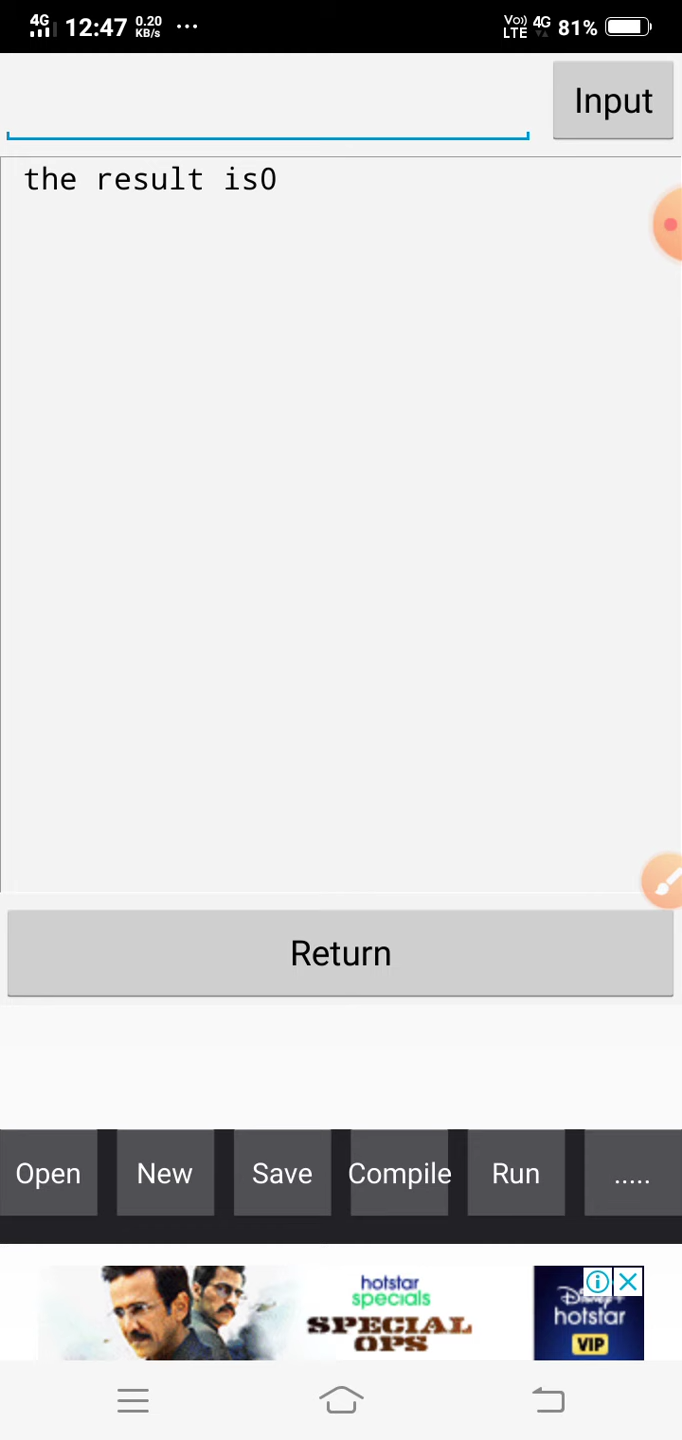 4G 12:47 0.20 KB/s ... Vo)) LTE 4G 81%
Input
the result is0
Return
Open New Save Compile Run .....
hotstar
specials
SPECIAL
OPS
Disney+
hotstar
VIP